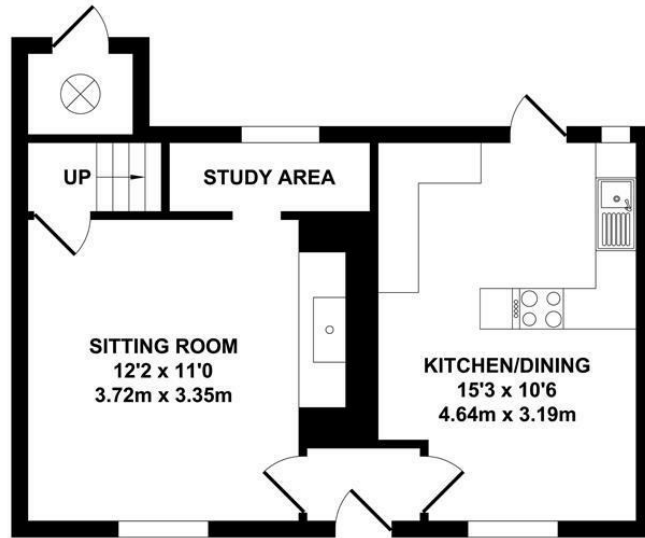 UP
STUDY AREA
SITTING ROOM
12'2 x 11'0
3.72m x 3.35m
KITCHEN/DINING
15'3 x 10'6
4.64m x 3.19m